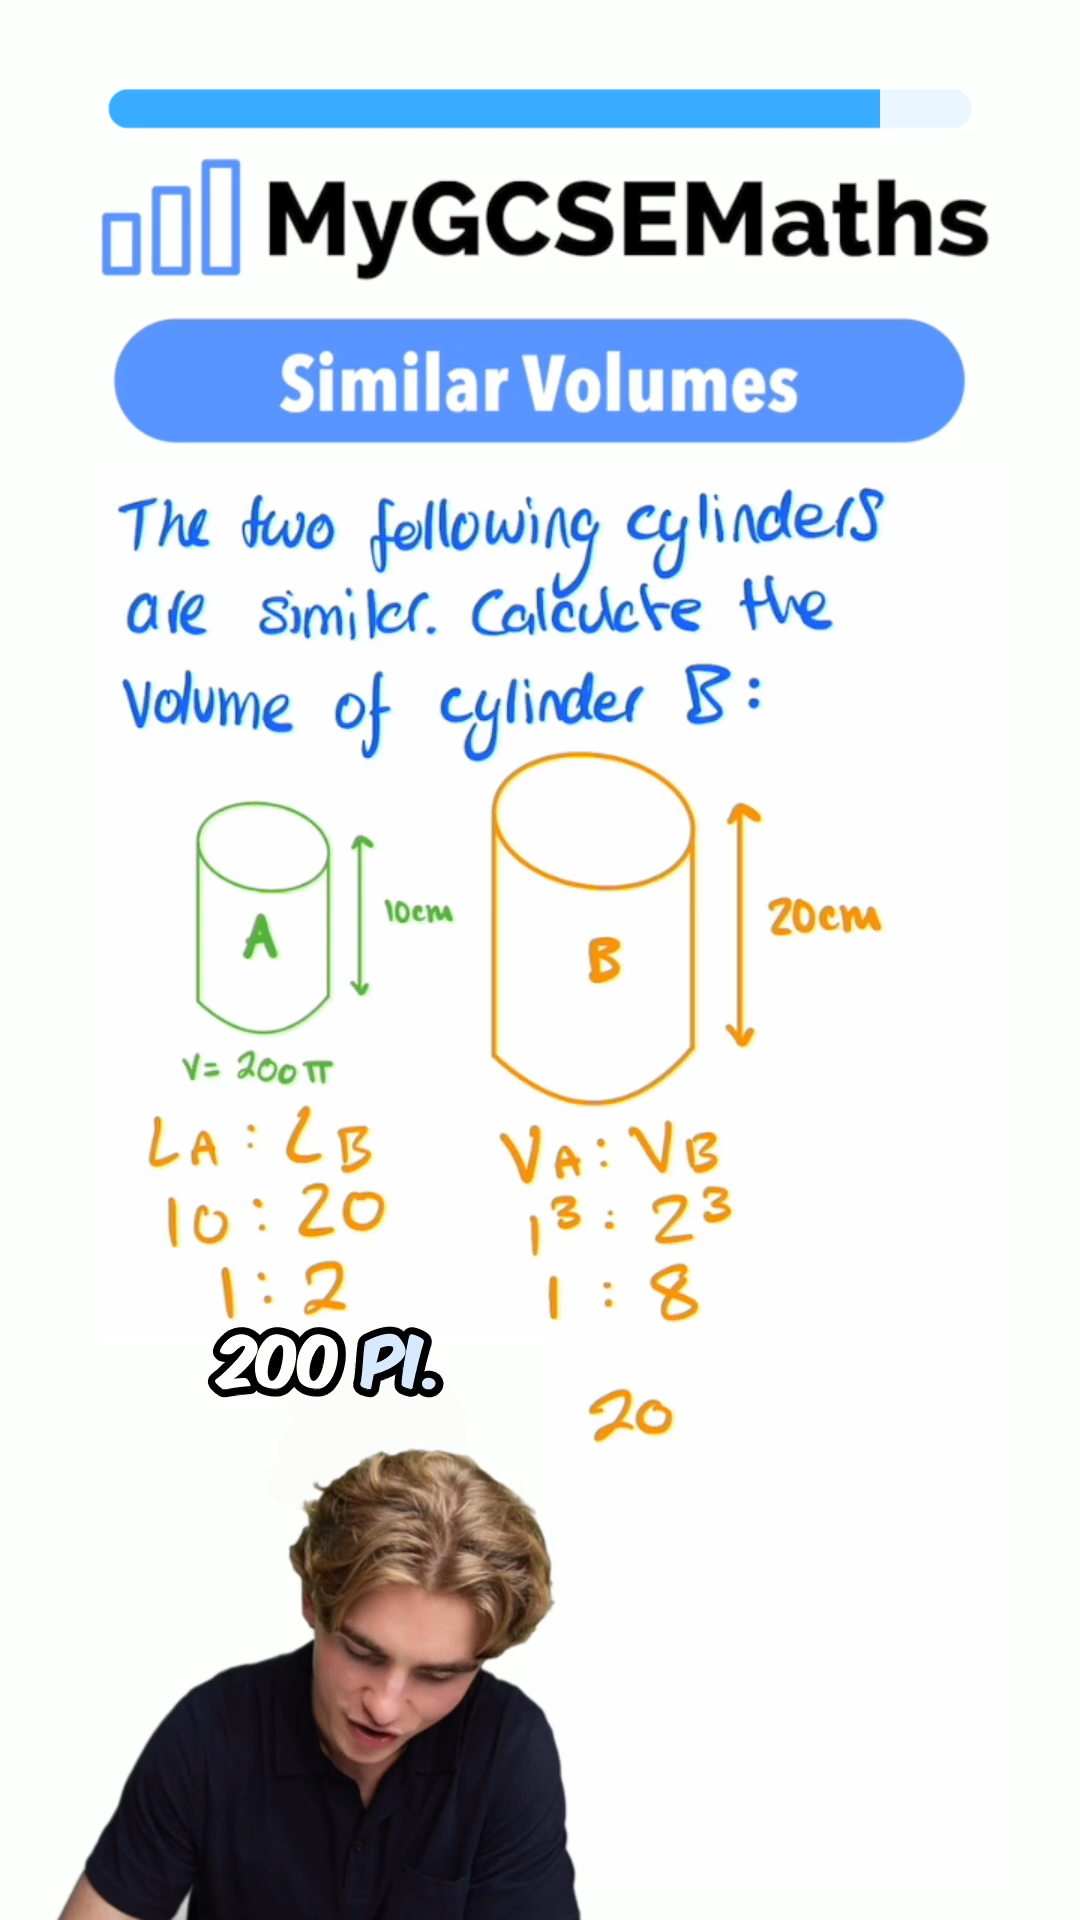 MyGCSEMaths
Similar Volumes
The two following cylinders
are similar. Calculate the
Volume of cylinder B:
A
10cm
B
20cm
V= 200π
LA : LB
10 : 20
1 : 2
VA : VB
1³ : 2³
1 : 8
200 PI.
20